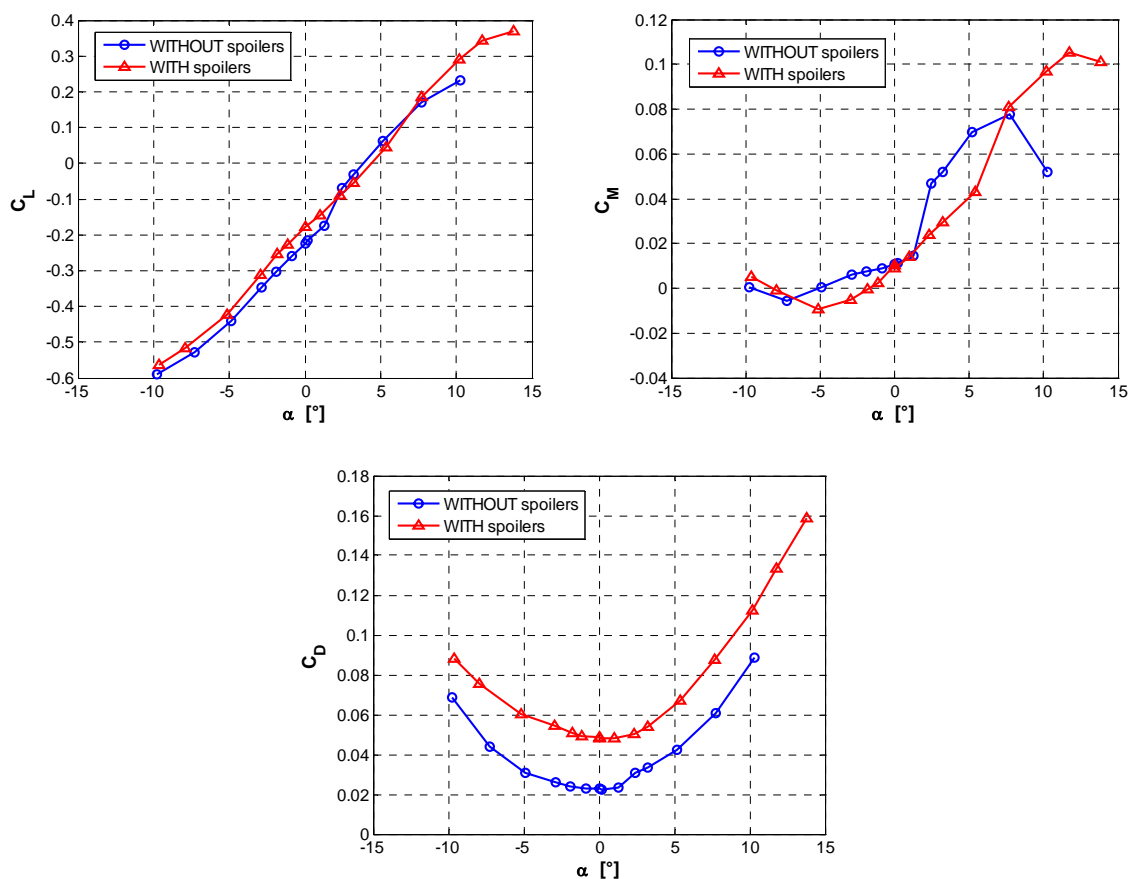 0.4
0.3
0.2
0.1
0
-0.1
-0.2
-0.3
-0.4
-0.5
-0.6
C_L
WITHOUT spoilers
WITH spoilers
-15 -10 -5 0 5 10 15
α [°]
0.12
0.1
0.08
0.06
0.04
0.02
0
-0.02
-0.04
C_M
WITHOUT spoilers
WITH spoilers
-15 -10 -5 0 5 10 15
α [°]
0.18
0.16
0.14
0.12
0.1
0.08
0.06
0.04
0.02
0
C_D
WITHOUT spoilers
WITH spoilers
-15 -10 -5 0 5 10 15
α [°]